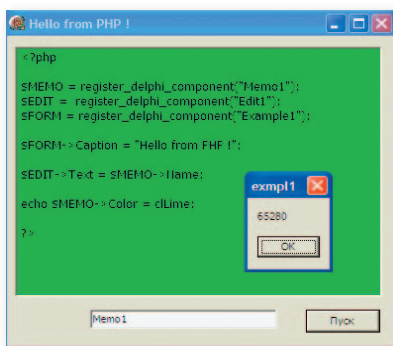 Hello from PHP !
<?php
$MEMO = register_delphi_component("Memo1");
$EDIT = register_delphi_component("Edit1");
$FORM = register_delphi_component("Example1");
$FORM->Caption = "Hello from PHP !";
$EDIT->Text = $MEMO->Name;
echo $MEMO->Color = clLime;
?>
exmpl1
65280
OK
Memo1
Пуск